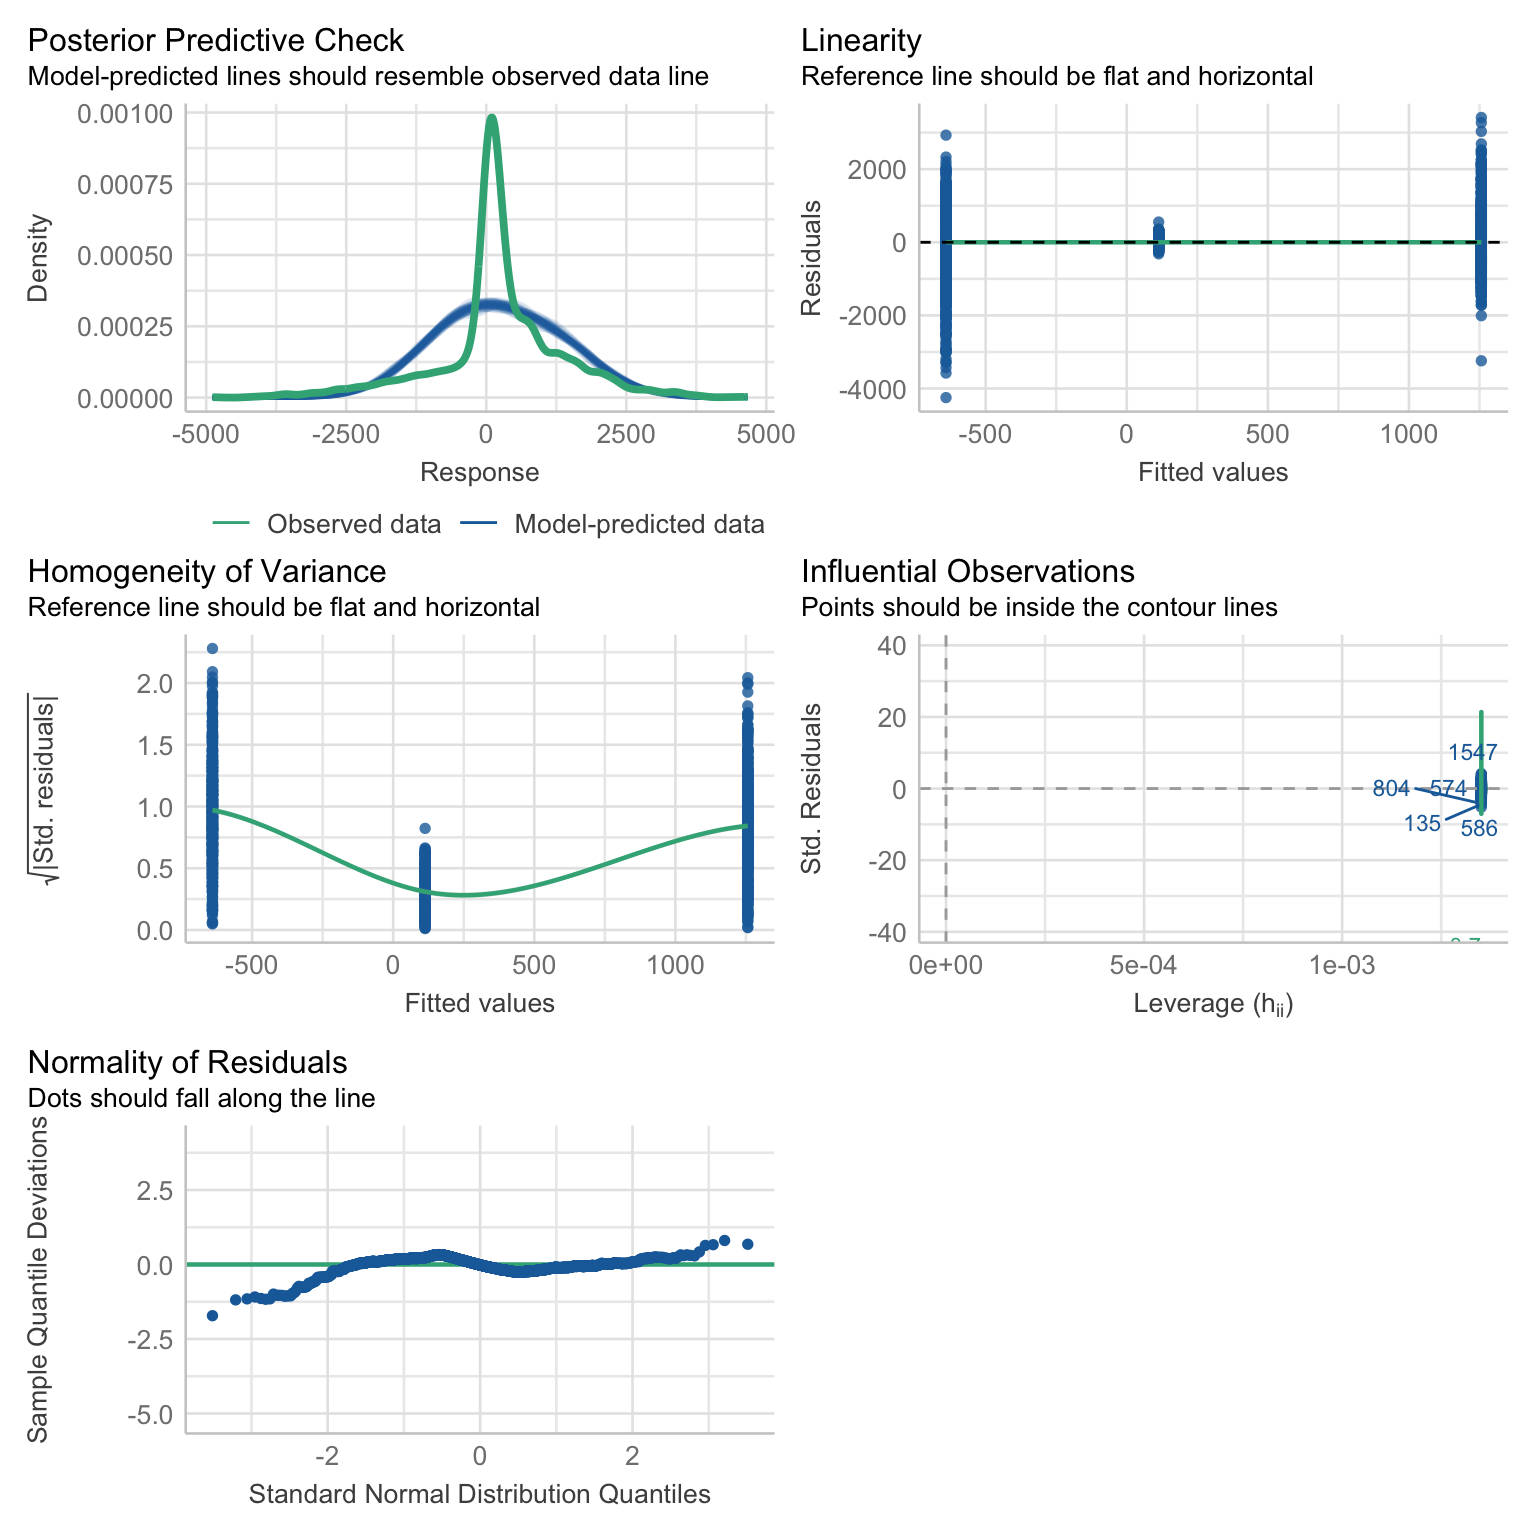 Posterior Predictive Check
Model-predicted lines should resemble observed data line
Density
0.00100
0.00075
0.00050
0.00025
0.00000
-5000
-2500
0
2500
5000
Response
Observed data
Model-predicted data
Linearity
Reference line should be flat and horizontal
Residuals
2000
0
-2000
-4000
-500
0
500
1000
Fitted values
Homogeneity of Variance
Reference line should be flat and horizontal
√|Std. residuals|
2.0
1.5
1.0
0.5
0.0
-500
0
500
1000
Fitted values
Influential Observations
Points should be inside the contour lines
Std. Residuals
40
20
0
-20
-40
1547
804
574
135
586
0e+00
5e-04
1e-03
Leverage (hii)
Normality of Residuals
Dots should fall along the line
Sample Quantile Deviations
2.5
0.0
-2.5
-5.0
-2
0
2
Standard Normal Distribution Quantiles